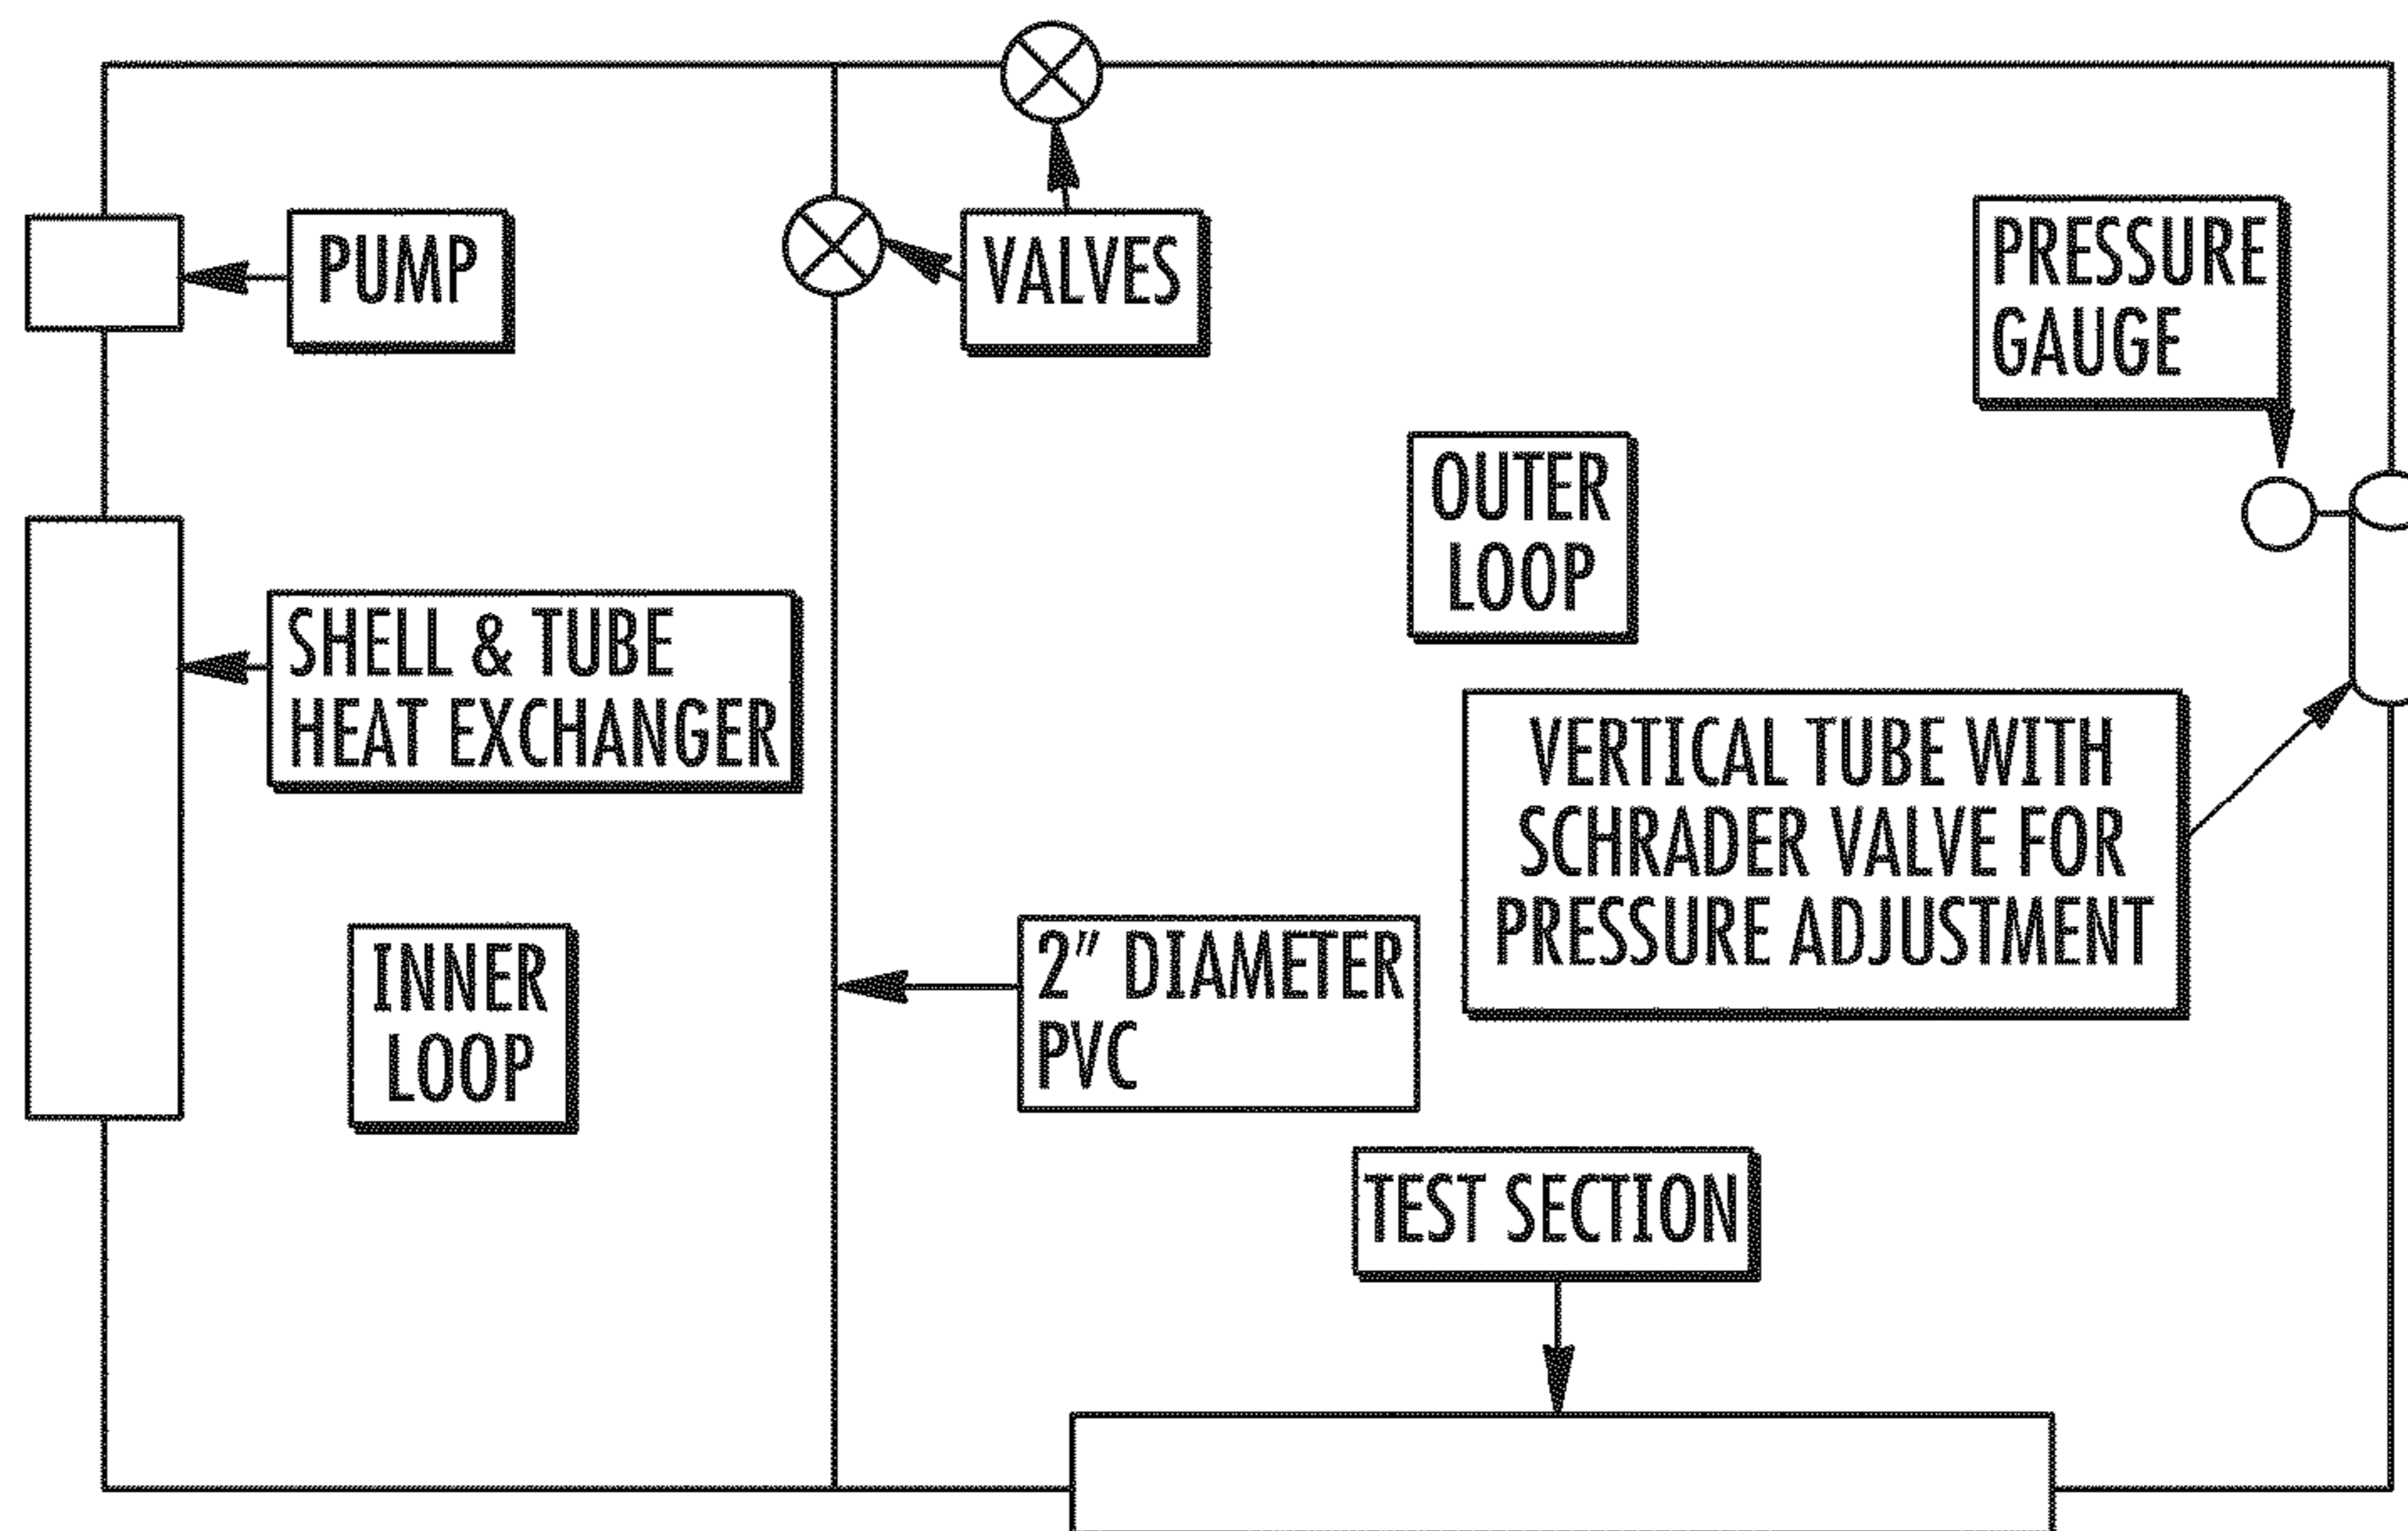 PUMP
VALVES
PRESSURE
GAUGE
OUTER
LOOP
SHELL & TUBE
HEAT EXCHANGER
VERTICAL TUBE WITH
SCHRADER VALVE FOR
PRESSURE ADJUSTMENT
INNER
LOOP
2" DIAMETER
PVC
TEST SECTION